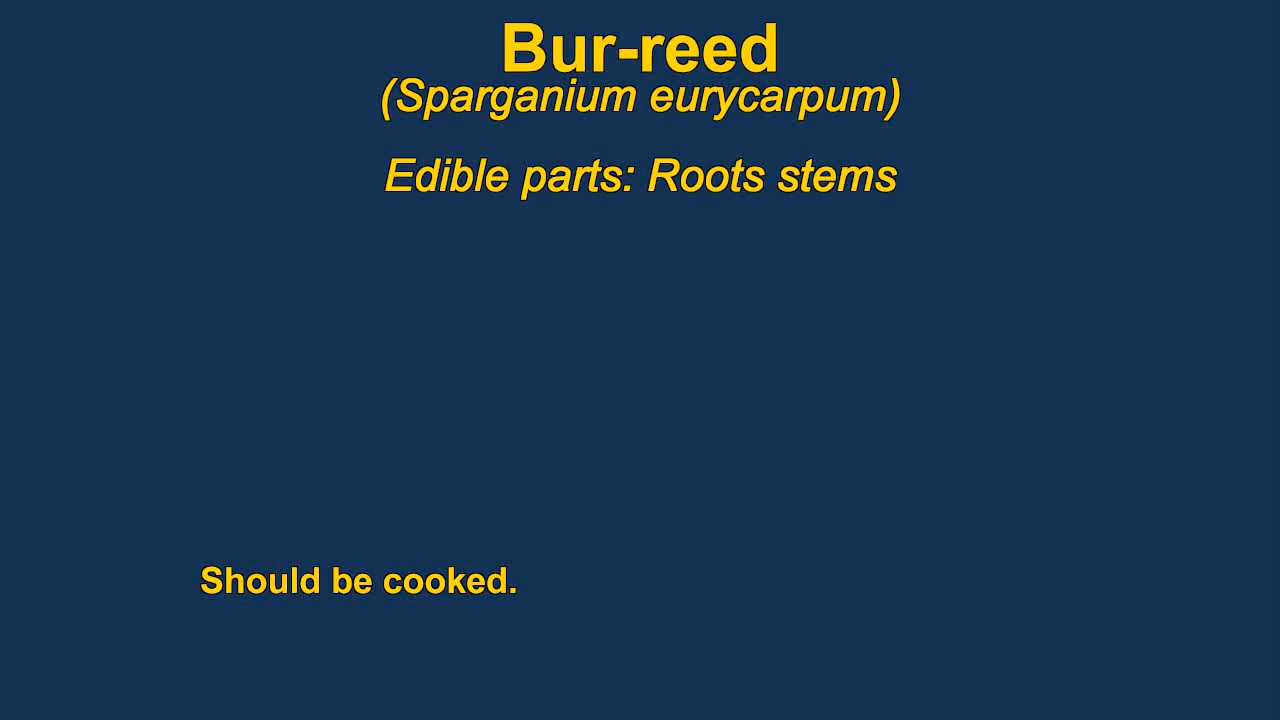 Bur-reed
(Sparganium eurycarpum)
Edible parts: Roots stems
Should be cooked.